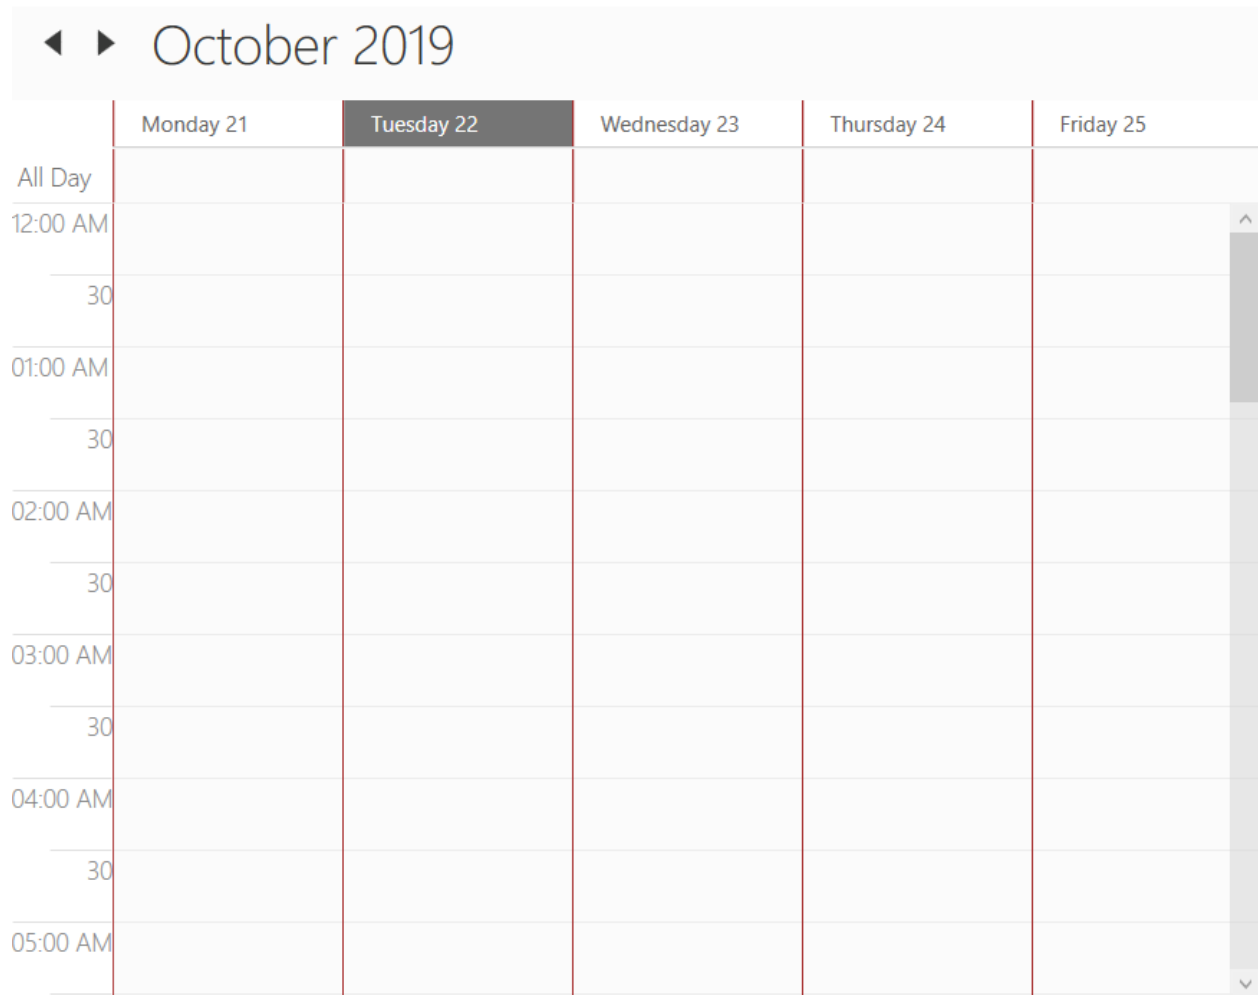 October 2019
Monday 21 Tuesday 22 Wednesday 23 Thursday 24 Friday 25
All Day
12:00 AM
30
01:00 AM
30
02:00 AM
30
03:00 AM
30
04:00 AM
30
05:00 AM